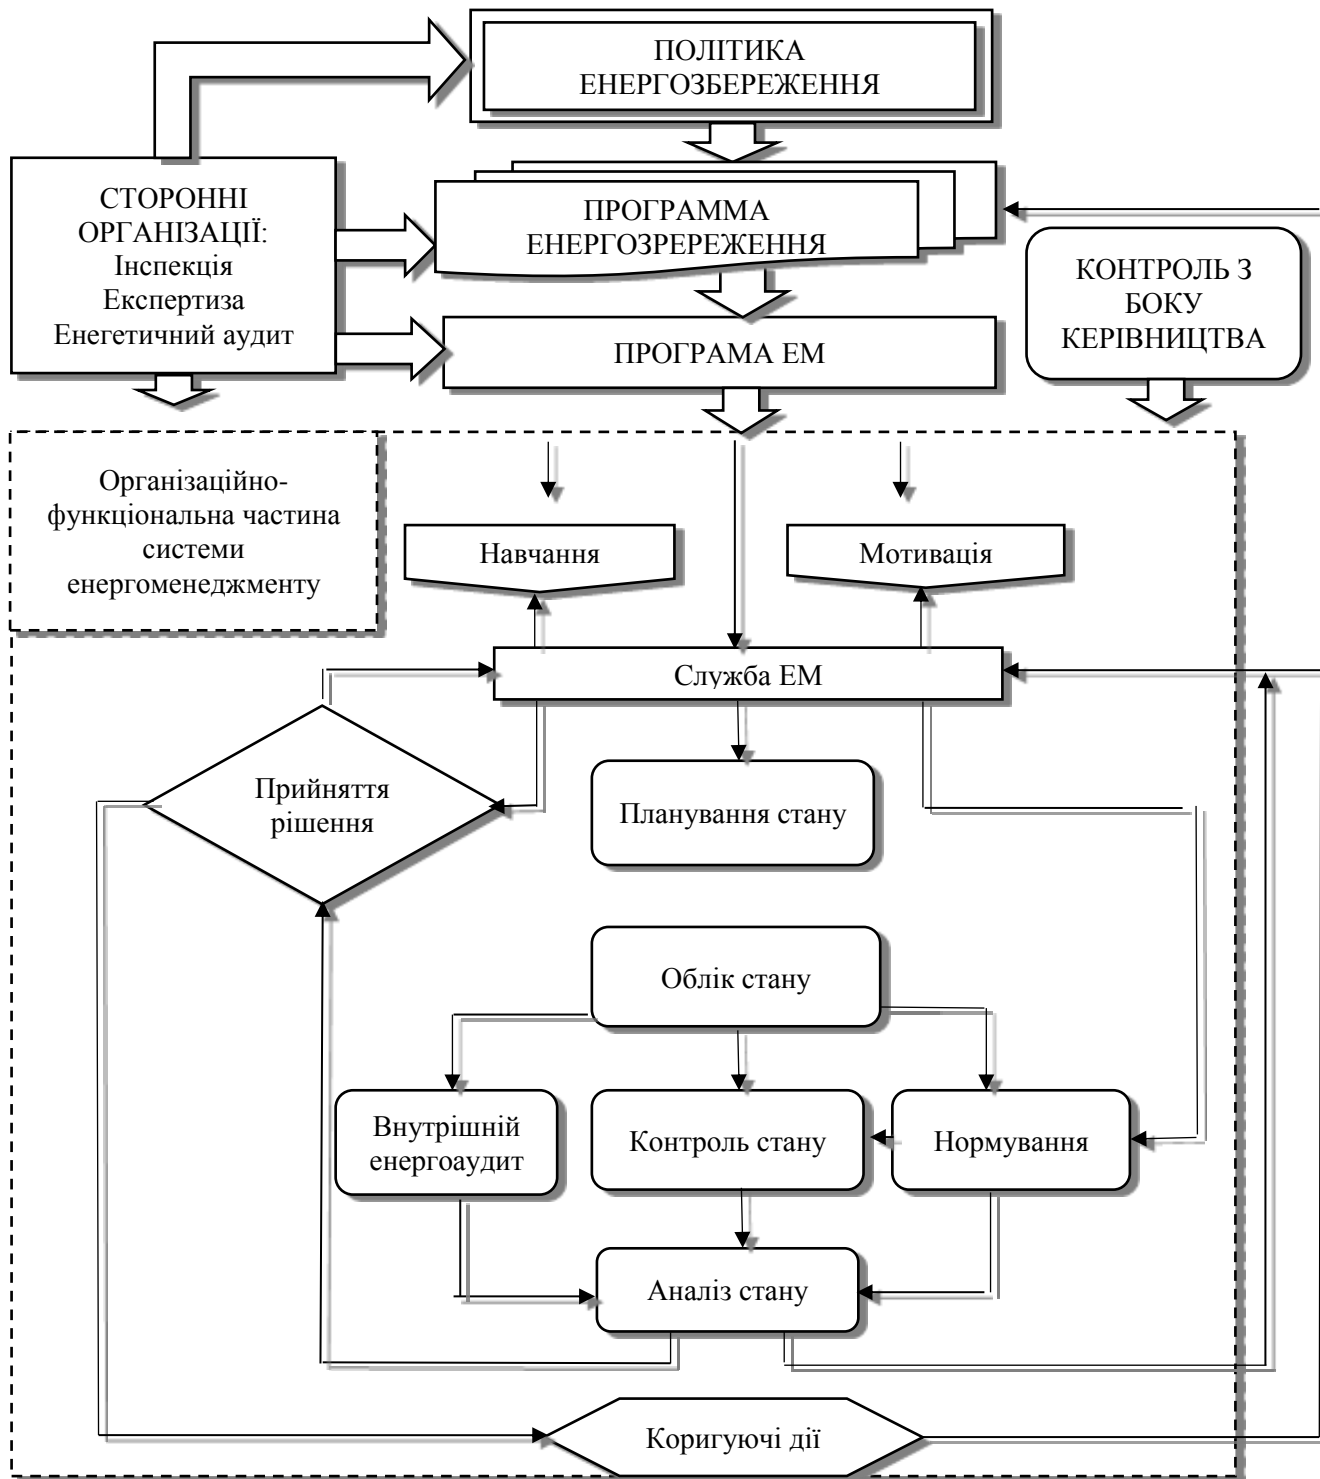 ПОЛІТИКА
ЕНЕРГОЗБЕРЕЖЕННЯ
СТОРОННІ
ОРГАНІЗАЦІЇ:
Інспекція
Експертиза
Енегетичний аудит
ПРОГРАММА
ЕНЕРГОЗРЕРЕЖЕННЯ
КОНТРОЛЬ З
БОКУ
КЕРІВНИЦТВА
ПРОГРАМА ЕМ
Організаційно-
функціональна частина
системи
енергоменеджменту
Навчання
Мотивація
Служба ЕМ
Прийняття
рішення
Планування стану
Облік стану
Внутрішній
енергоаудит
Контроль стану
Нормування
Аналіз стану
Коригуючі дії